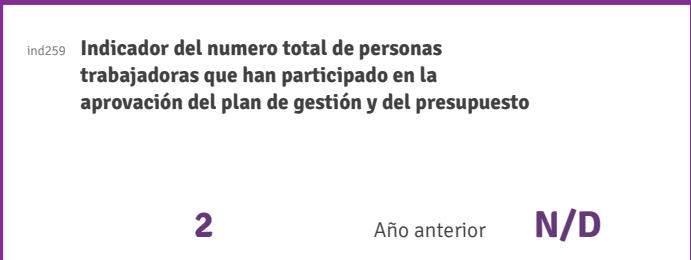 ind259 Indicador del numero total de personas
trabajadoras que han participado en la
aprovación del plan de gestión y del presupuesto
2 Año anterior N/D